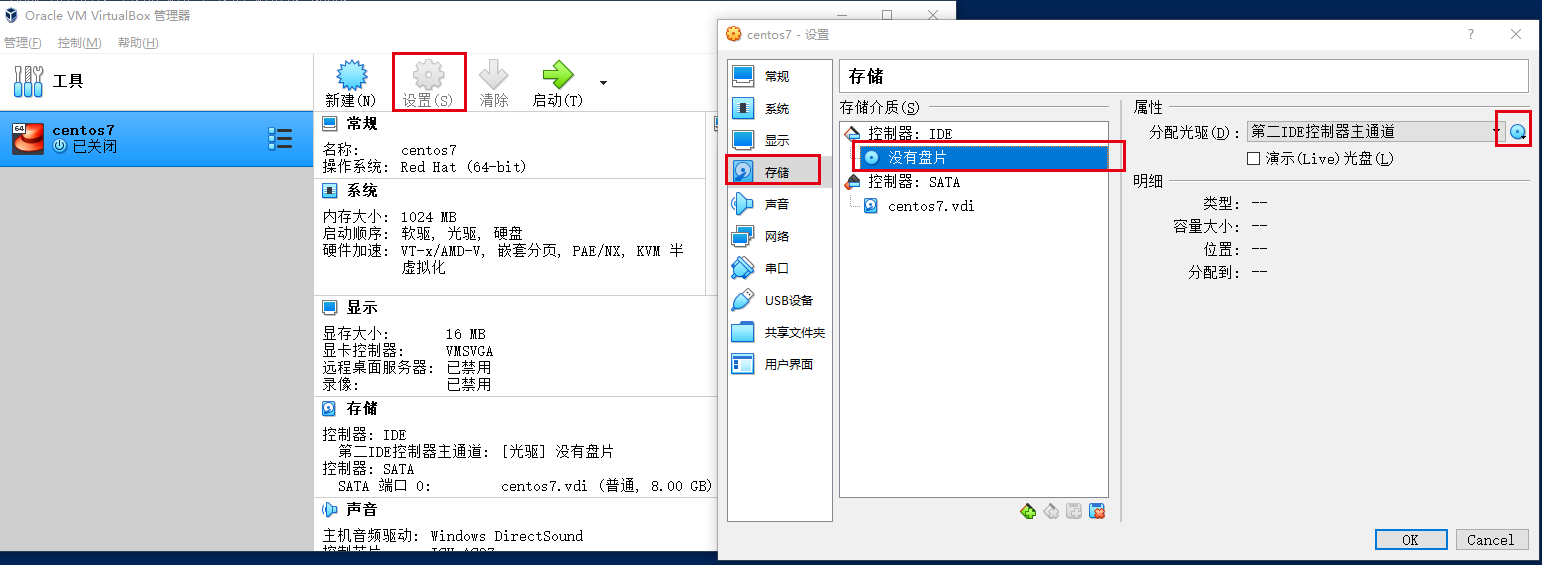 Oracle VM VirtualBox 管理器
管理(F) 控制(M) 帮助(H)
工具
新建(N) 设置(S) 清除 启动(T)
64
centos7
已关闭
常规
名称: centos7
操作系统: Red Hat (64-bit)
系统
内存大小: 1024 MB
启动顺序: 软驱, 光驱, 硬盘
硬件加速: VT-x/AMD-V, 嵌套分页, PAE/NX, KVM 半
虚拟化
显示
显存大小: 16 MB
显卡控制器: VMSVGA
远程桌面服务器: 已禁用
录像: 已禁用
存储
控制器: IDE
第二IDE控制器主通道: [光驱] 没有盘片
控制器: SATA
SATA 端口 0: centos7.vdi (普通, 8.00 GB)
声音
主机音频驱动: Windows DirectSound
控制芯片: ICH AC97
centos7 - 设置
?
常规
系统
显示
存储
声音
网络
串口
USB设备
共享文件夹
用户界面
存储
存储介质(S)
控制器: IDE
没有盘片
控制器: SATA
centos7.vdi
属性
分配光驱(D): 第二IDE控制器主通道
演示(Live)光盘(L)
明细
类型: --
容量大小: --
位置: --
分配到: --
OK Cancel